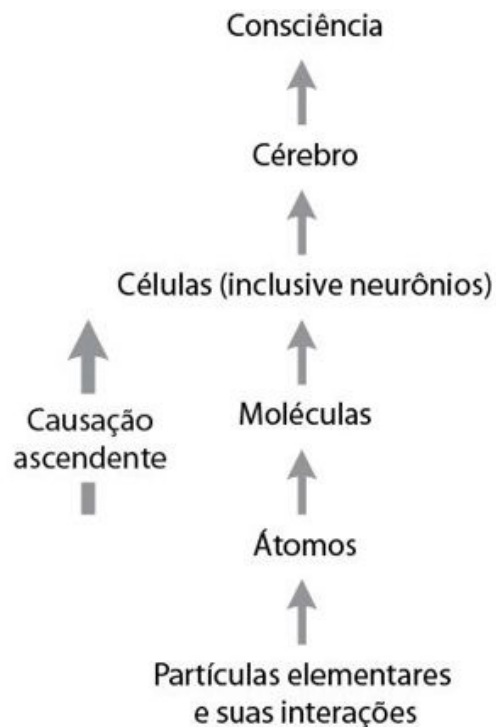 Consciência
Cérebro
Células (inclusive neurônios)
Causação
ascendente
Moléculas
Átomos
Partículas elementares
e suas interações